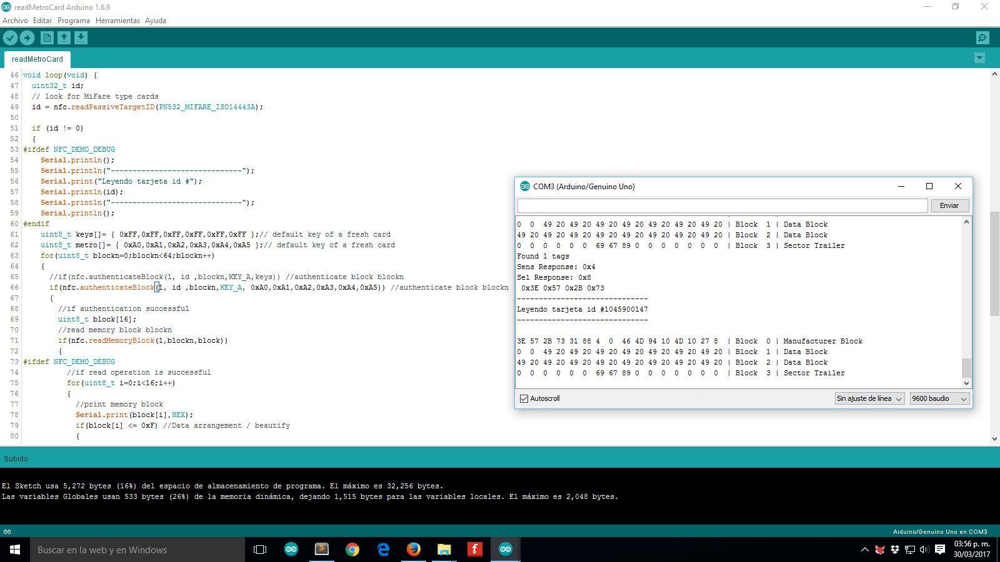 readMetroCard Arduino 1.6.9
Archivo Editar Programa Herramientas Ayuda
readMetroCard
46 void loop(void) {
47 uint32_t id;
48 // look for MiFare type cards
49 id = nfc.readPassiveTargetID(PN532_MIFARE_ISO14443A);
50
51 if (id != 0)
52 {
53 #ifdef NFC_DEMO_DEBUG
54 Serial.println();
55 Serial.println("------------------------------");
56 Serial.print("Leyendo tarjeta id #");
57 Serial.println(id);
58 Serial.println("------------------------------");
59 Serial.println();
60 #endif
61 uint8_t keys[]= { 0xFF,0xFF,0xFF,0xFF,0xFF,0xFF };// default key of a fresh card
62 uint8_t metro[]= { 0xA0,0xA1,0xA2,0xA3,0xA4,0xA5 };// default key of a fresh card
63 for(uint8_t blockn=0;blockn<64;blockn++)
64 {
65 //if(nfc.authenticateBlock(1, id ,blockn,KEY_A,keys)) //authenticate block blockn
66 if(nfc.authenticateBlock(1, id ,blockn,KEY_A, 0xA0,0xA1,0xA2,0xA3,0xA4,0xA5)) //authenticate block blockn
67 {
68 //if authentication successful
69 uint8_t block[16];
70 //read memory block blockn
71 if(nfc.readMemoryBlock(1,blockn,block))
72 {
73 #ifdef NFC_DEMO_DEBUG
74 //if read operation is successful
75 for(uint8_t i=0;i<16;i++)
76 {
77 //print memory block
78 Serial.print(block[i],HEX);
79 if(block[i] <= 0xF) //Data arrangement / beautify
80 {
COM3 (Arduino/Genuino Uno)
Enviar
0 0 49 20 49 20 49 20 49 20 49 20 49 20 49 20 | Block 1 | Data Block
49 20 49 20 49 20 49 20 49 20 49 20 49 20 49 20 | Block 2 | Data Block
0 0 0 0 0 0 69 67 89 0 0 0 0 0 0 0 | Block 3 | Sector Trailer
Found 1 tags
Sens Response: 0x4
Sel Response: 0x8
0x3E 0x57 0x2B 0x73
------------------------------
Leyendo tarjeta id #1045900147
------------------------------
3E 57 2B 73 31 88 4 0 46 4D 94 10 4D 10 27 8 | Block 0 | Manufacturer Block
0 0 49 20 49 20 49 20 49 20 49 20 49 20 49 20 | Block 1 | Data Block
49 20 49 20 49 20 49 20 49 20 49 20 49 20 49 20 | Block 2 | Data Block
0 0 0 0 0 0 69 67 89 0 0 0 0 0 0 0 | Block 3 | Sector Trailer
Autoscroll
Sin ajuste de línea
9600 baudio
Subido
El Sketch usa 5,272 bytes (16%) del espacio de almacenamiento de programa. El máximo es 32,256 bytes.
Las variables Globales usan 533 bytes (26%) de la memoria dinámica, dejando 1,515 bytes para las variables locales. El máximo es 2,048 bytes.
66
Arduino/Genuino Uno en COM3
Buscar en la web y en Windows
03:56 p. m.
30/03/2017